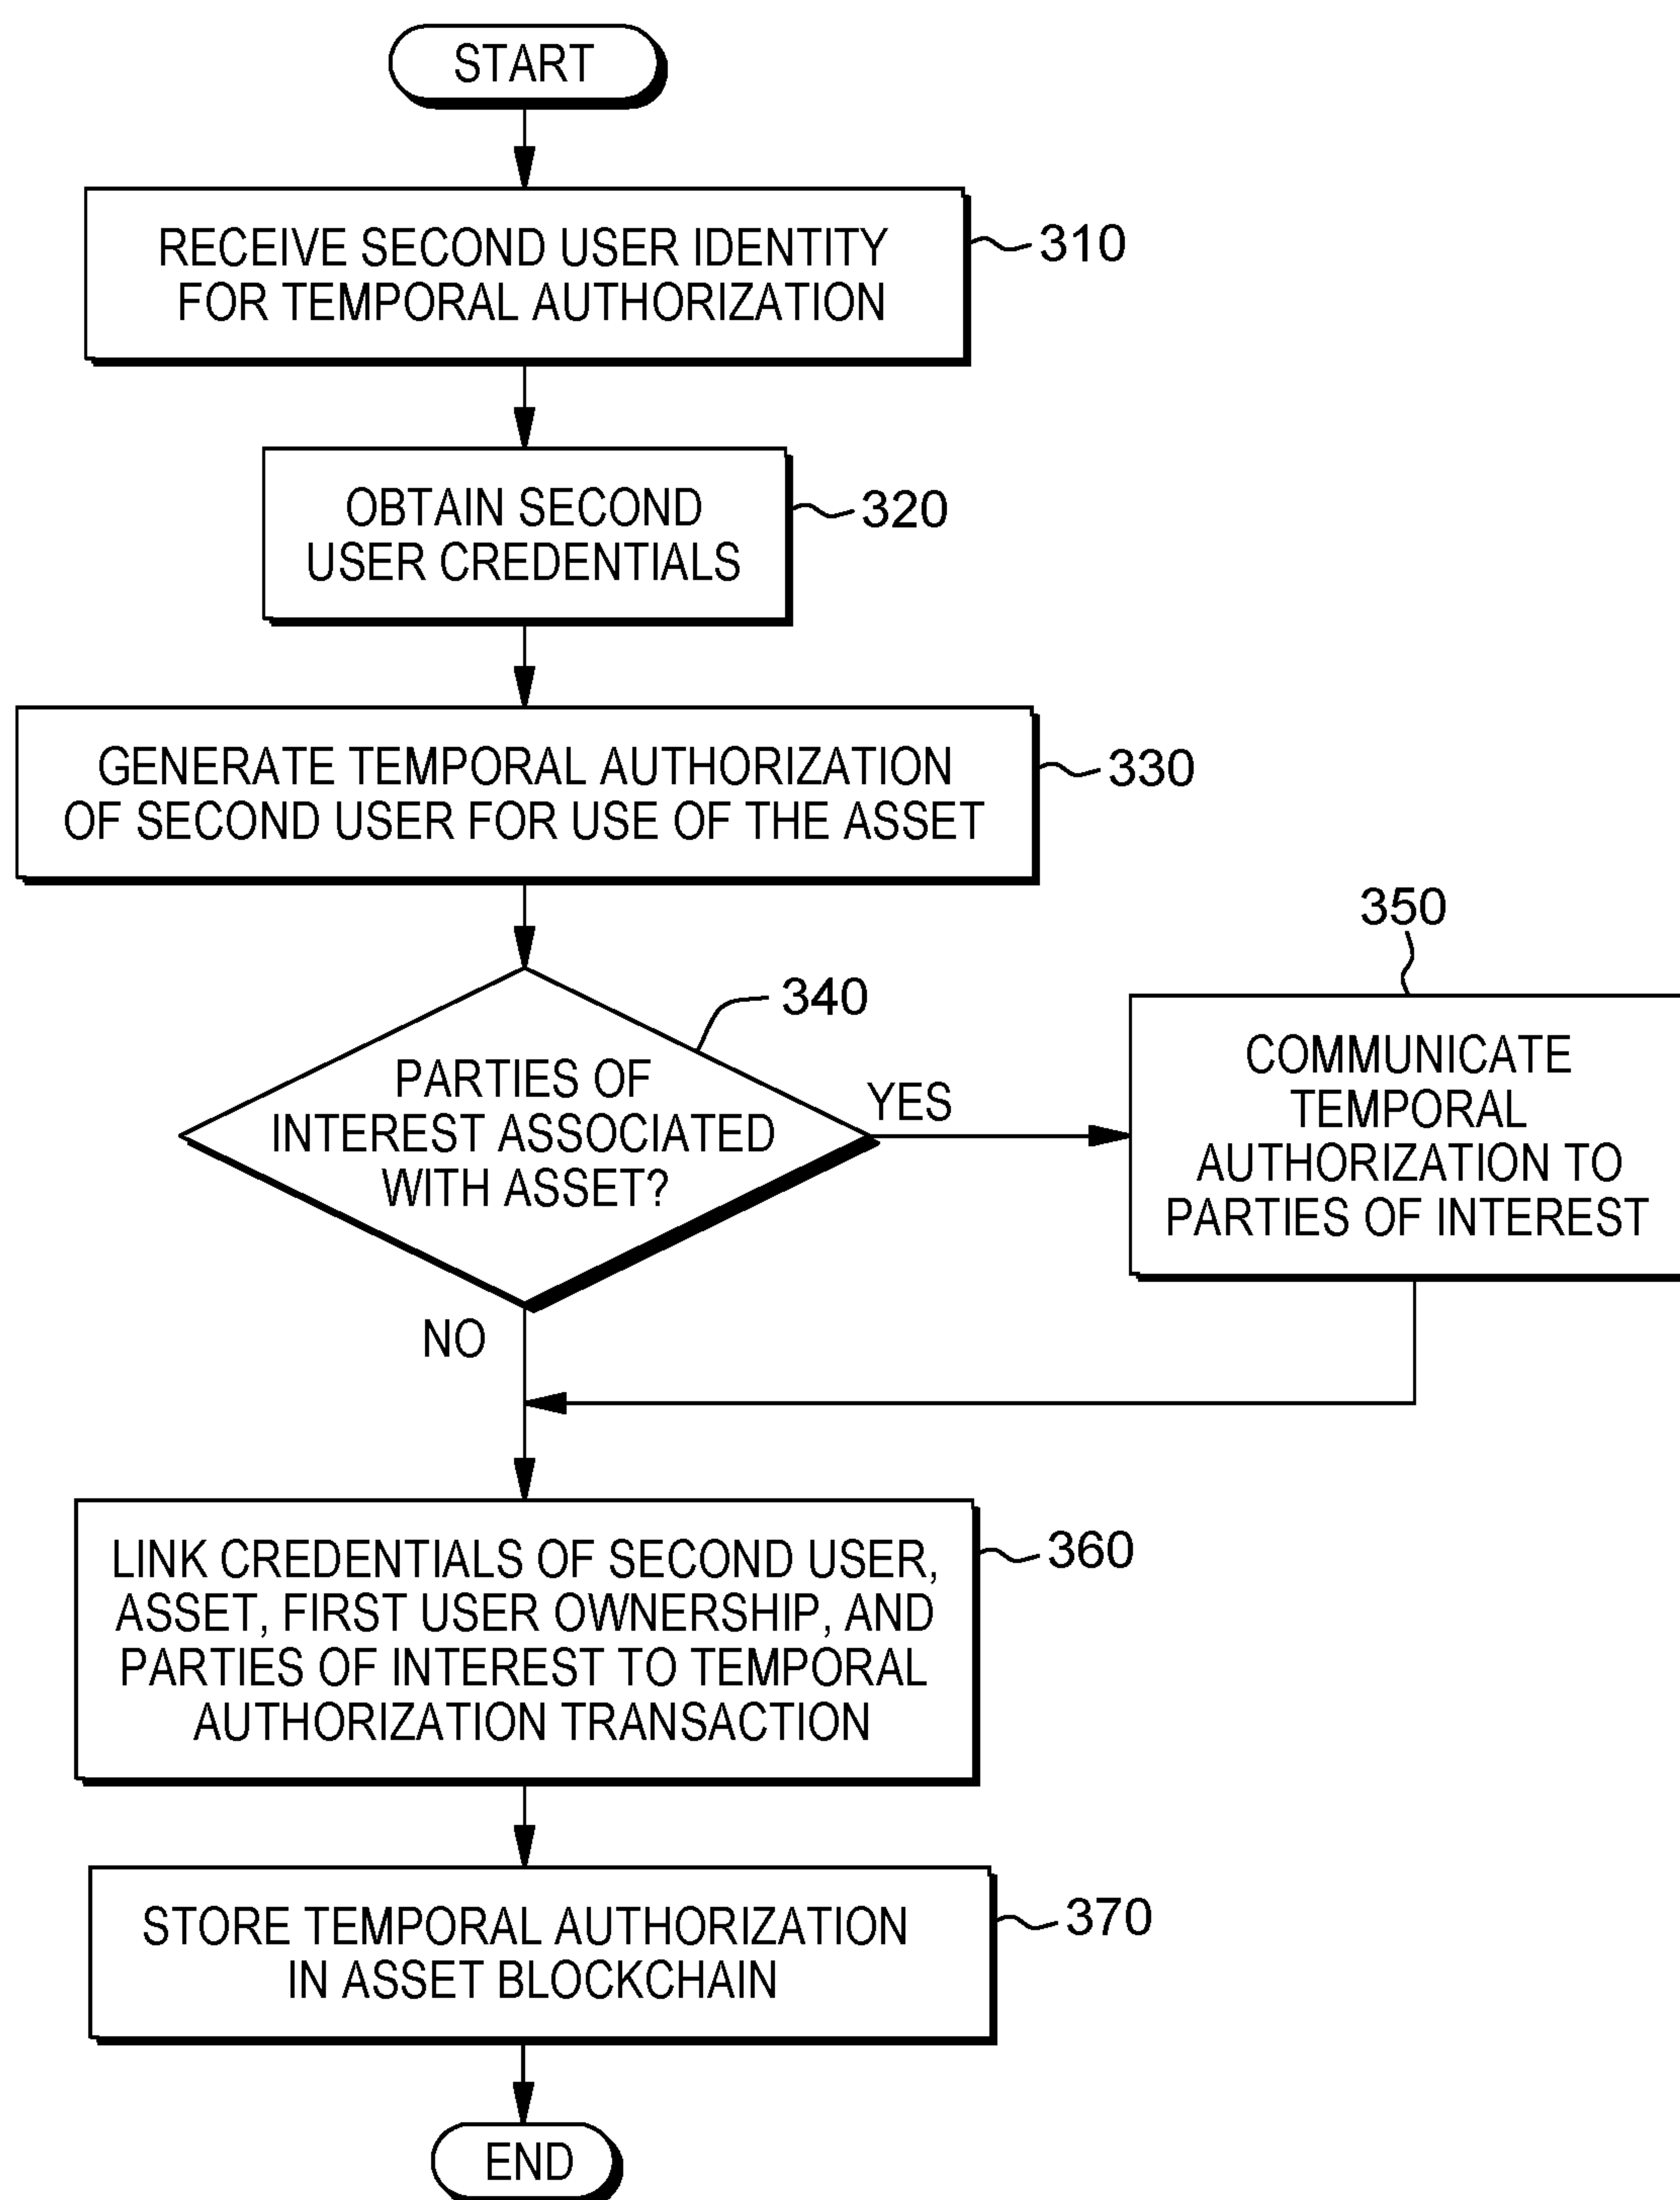 START
RECEIVE SECOND USER IDENTITY
FOR TEMPORAL AUTHORIZATION
310
OBTAIN SECOND
USER CREDENTIALS
320
GENERATE TEMPORAL AUTHORIZATION
OF SECOND USER FOR USE OF THE ASSET
330
PARTIES OF
INTEREST ASSOCIATED
WITH ASSET?
340
YES
NO
350
COMMUNICATE
TEMPORAL
AUTHORIZATION TO
PARTIES OF INTEREST
LINK CREDENTIALS OF SECOND USER,
ASSET, FIRST USER OWNERSHIP, AND
PARTIES OF INTEREST TO TEMPORAL
AUTHORIZATION TRANSACTION
360
STORE TEMPORAL AUTHORIZATION
IN ASSET BLOCKCHAIN
370
END